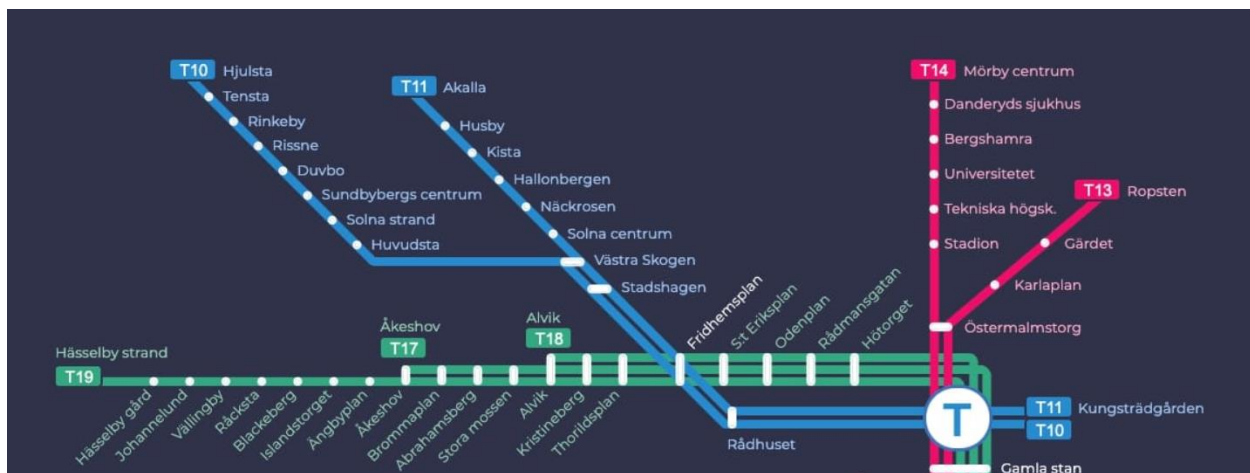 T10 Hjulsta
Tensta
Rinkeby
Rissne
Duvbo
Sundbybergs centrum
Solna strand
Huvudsta
T11 Akalla
Husby
Kista
Hallonbergen
Näckrosen
Solna centrum
Västra Skogen
Stadshagen
T14 Mörby centrum
Danderyds sjukhus
Bergshamra
Universitetet
Tekniska högsk.
Stadion
T13 Ropsten
Gärdet
Karlaplan
Östermalmstorg
Hässelby strand
T19
Hässelby gård
Johannelund
Vällingby
Råcksta
Blackeberg
Islandstorget
Ängbyplan
Åkeshov
T17
Åkeshov
Brommaplan
Abrahamsberg
Stora mossen
Alvik
T18
Alvik
Kristineberg
Thorildsplan
Fridhemsplan
S:t Eriksplan
Odenplan
Rådmansgatan
Hötorget
Rådhuset
T
T11 Kungsträdgården
T10
Gamla stan